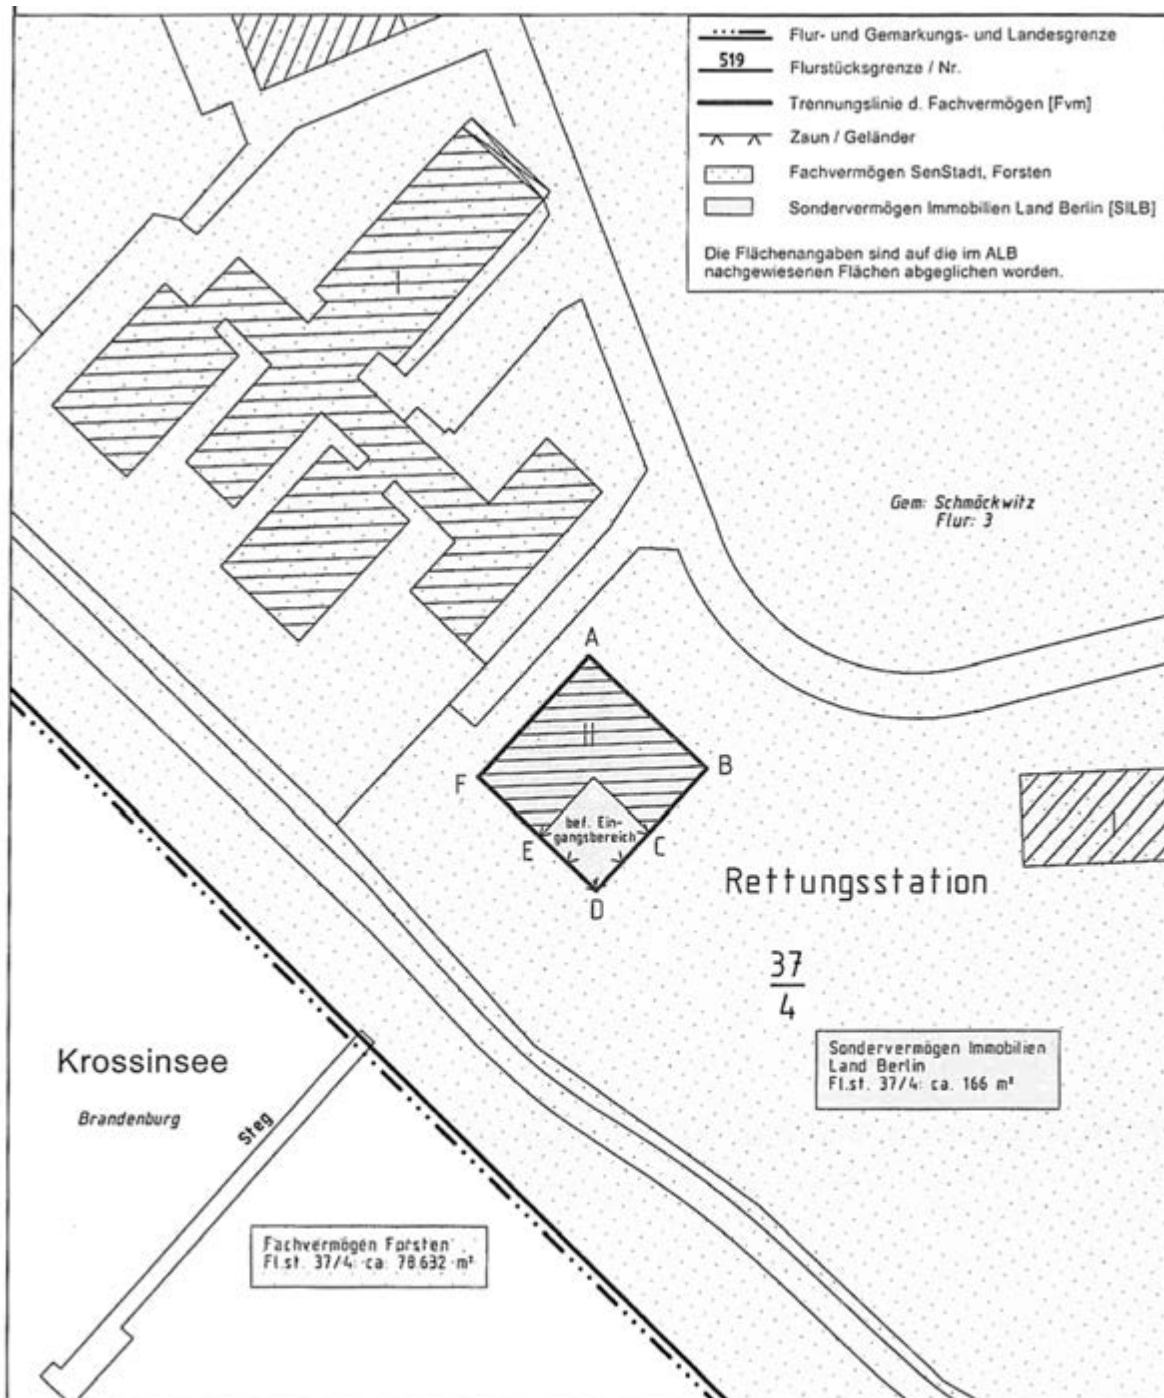 Flur- und Gemarkungs- und Landesgrenze
519
Flurstücksgrenze / Nr.
Trennungslinie d. Fachvermögen [Fvm]
Zaun / Geländer
Fachvermögen SenStadt, Forsten
Sondervermögen Immobilien Land Berlin [SILB]
Die Flächenangaben sind auf die im ALB
nachgewiesenen Flächen abgeglichen worden.
I
Gem: Schmöckwitz
Flur: 3
A
II
B
F
bef. Ein-
gangsbereich
E
C
D
I
Rettungsstation
37
4
Sondervermögen Immobilien
Land Berlin
Fl.st. 37/4: ca. 166 m²
Krossinsee
Brandenburg
Steg
Fachvermögen Forsten
Fl.st. 37/4: ca. 78.632 m²